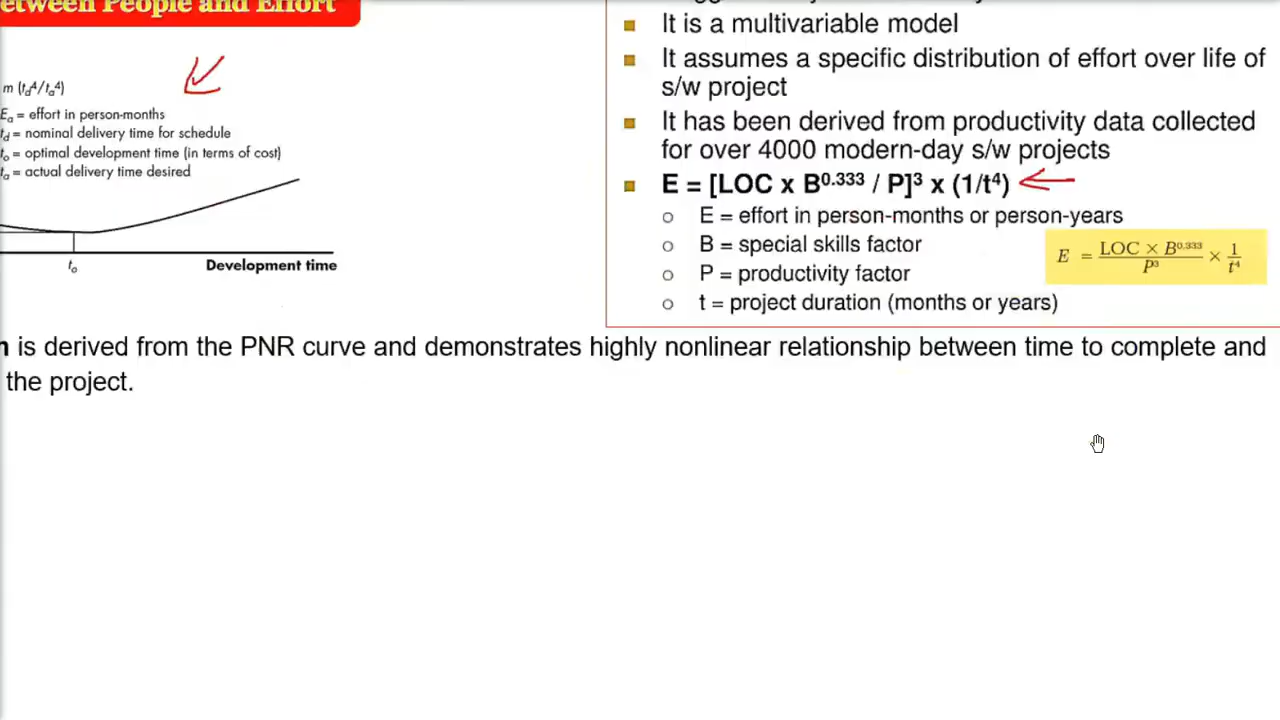 etween People and Effort
m (td⁴/ta⁴)
Ea = effort in person-months
td = nominal delivery time for schedule
to = optimal development time (in terms of cost)
ta = actual delivery time desired
to
Development time
■ It is a multivariable model
■ It assumes a specific distribution of effort over life of
s/w project
■ It has been derived from productivity data collected
for over 4000 modern-day s/w projects
■ E = [LOC x B0.333 / P]³ x (1/t⁴)
o E = effort in person-months or person-years
o B = special skills factor
o P = productivity factor
o t = project duration (months or years)
E = LOC × B0.333 / P³ × 1/t⁴
is derived from the PNR curve and demonstrates highly nonlinear relationship between time to complete and
the project.